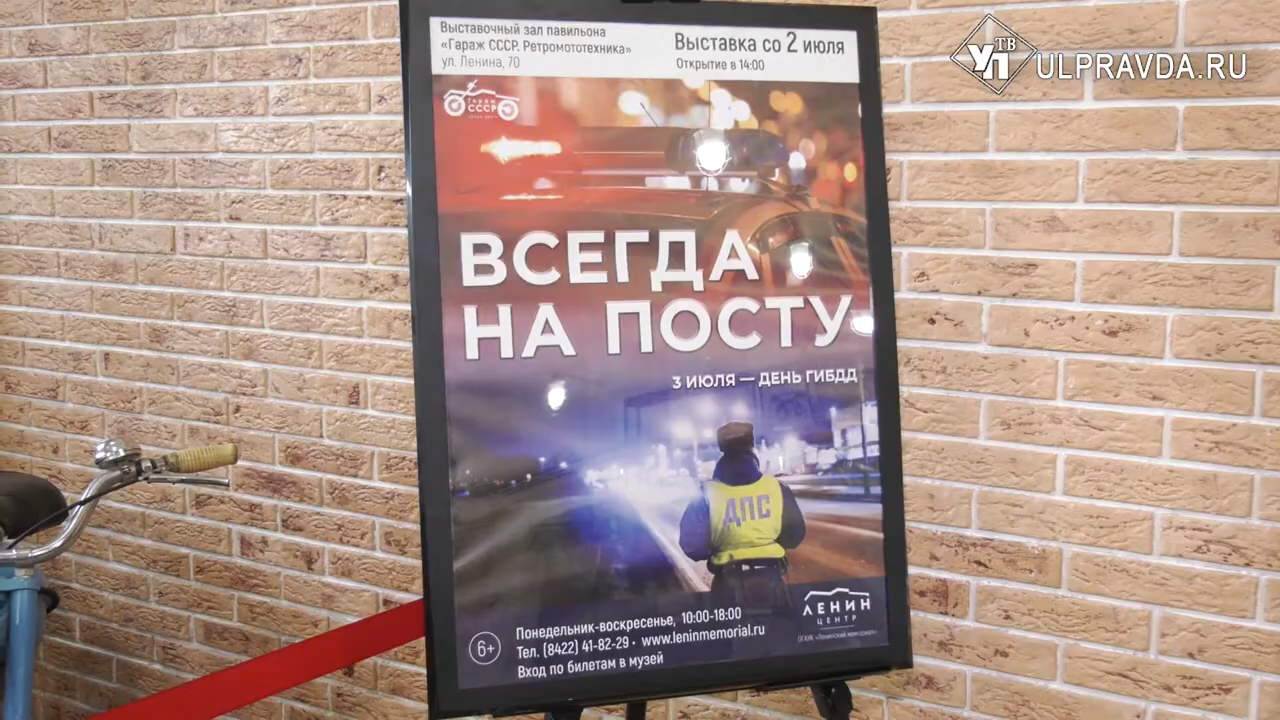 Выставочный зал павильона
«Гараж СССР. Ретромототехника»
ул. Ленина, 70
Выставка со 2 июля
Открытие в 14:00
ТВ
УП
ULPRAVDA.RU
Гараж
СССР
ВСЕГДА
НА ПОСТУ
3 ИЮЛЯ — ДЕНЬ ГИБДД
ДПС
ЛЕНИН
ЦЕНТР
ОГАУК «Ленинский мемориал»
6+
Понедельник-воскресенье, 10:00-18:00
Тел. (8422) 41-82-29 · www.leninmemorial.ru
Вход по билетам в музей